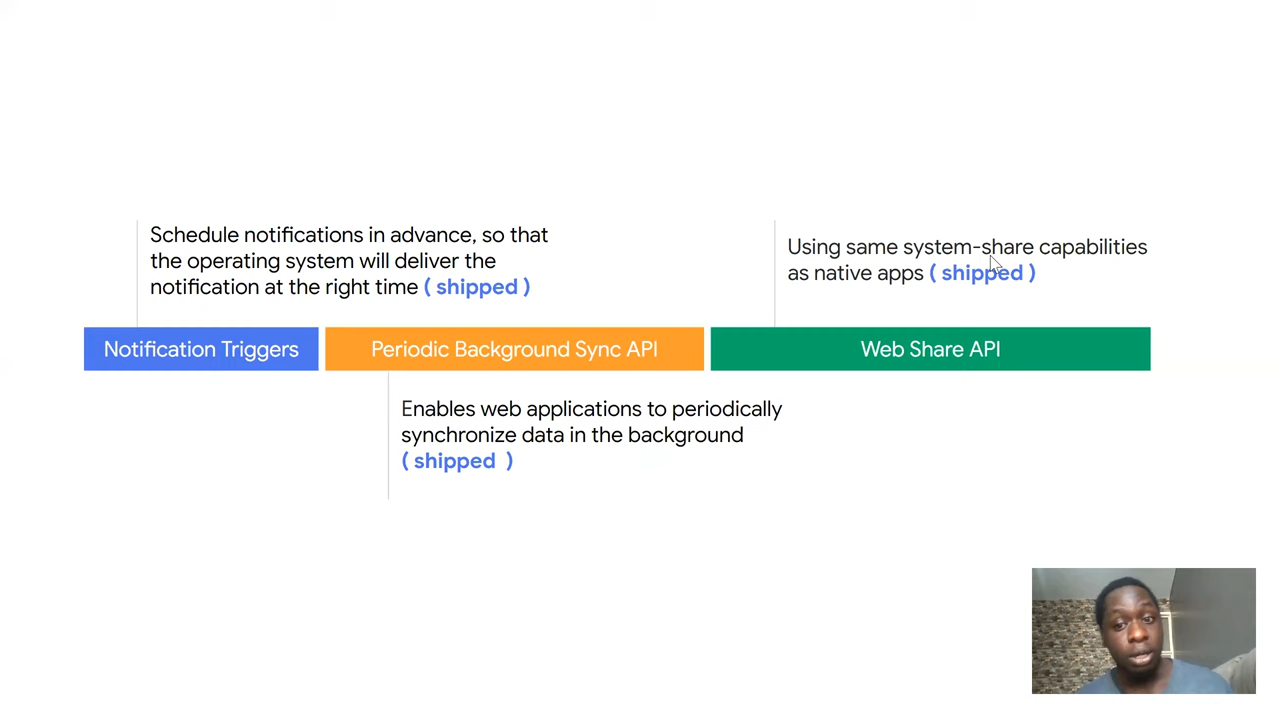 Schedule notifications in advance, so that
the operating system will deliver the
notification at the right time ( shipped )
Using same system-share capabilities
as native apps ( shipped )
Notification Triggers
Periodic Background Sync API
Web Share API
Enables web applications to periodically
synchronize data in the background
( shipped )